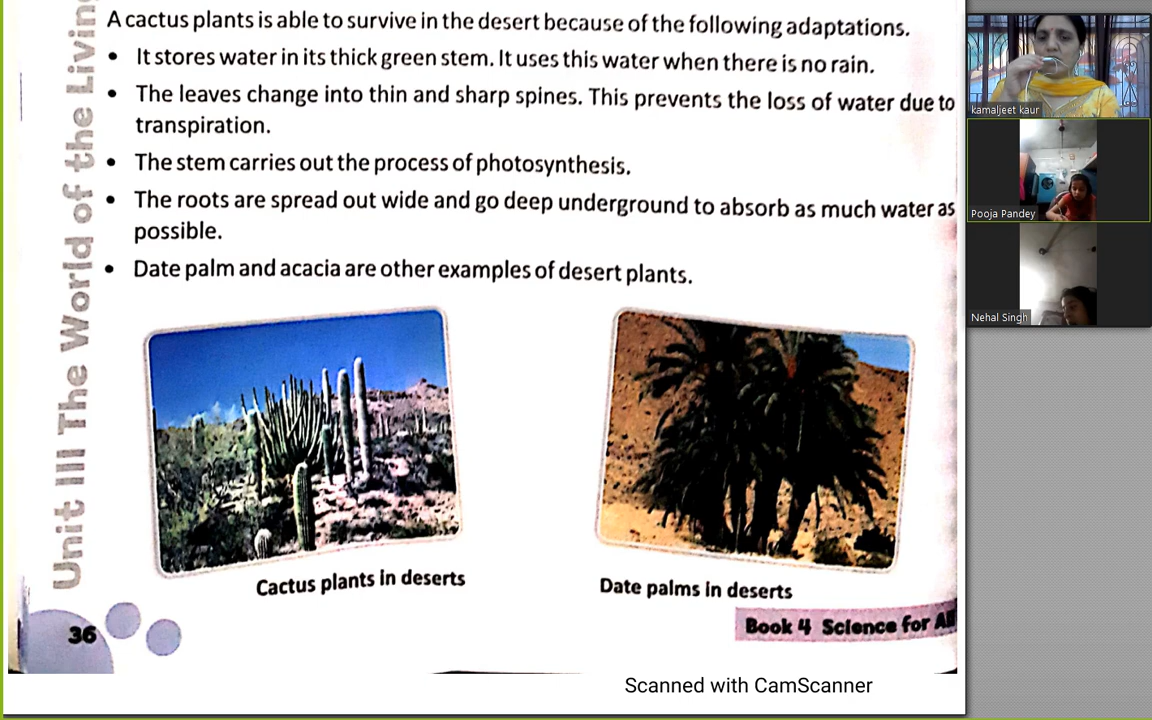 A cactus plants is able to survive in the desert because of the following adaptations.
• It stores water in its thick green stem. It uses this water when there is no rain.
• The leaves change into thin and sharp spines. This prevents the loss of water due to
transpiration.
• The stem carries out the process of photosynthesis.
• The roots are spread out wide and go deep underground to absorb as much water as
possible.
• Date palm and acacia are other examples of desert plants.
Cactus plants in deserts
Date palms in deserts
Unit III The World of the Living
36
Book 4 Science for All
Scanned with CamScanner
kamaljeet kaur
Pooja Pandey
Nehal Singh